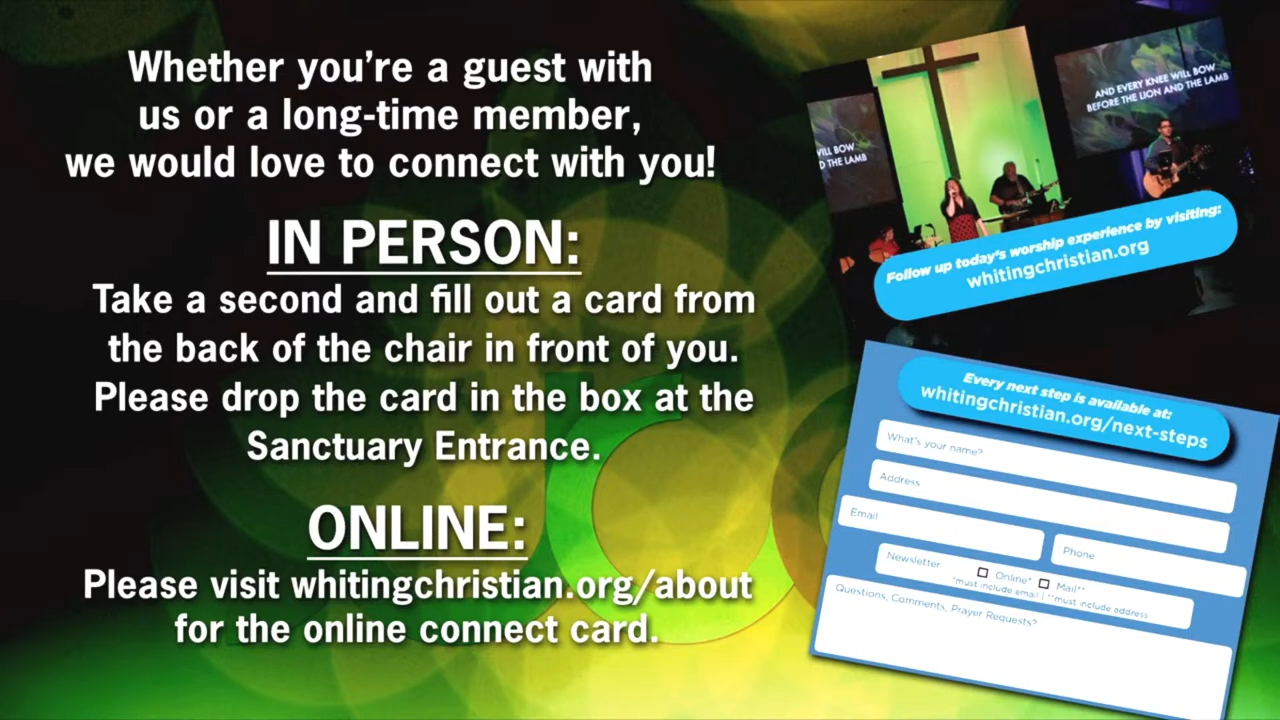 Whether you're a guest with
us or a long-time member,
we would love to connect with you!
IN PERSON:
Take a second and fill out a card from
the back of the chair in front of you.
Please drop the card in the box at the
Sanctuary Entrance.
ONLINE:
Please visit whitingchristian.org/about
for the online connect card.
AND EVERY KNEE WILL BOW
BEFORE THE LION AND THE LAMB
WILL BOW
D THE LAMB
Follow up today's worship experience by visiting:
whitingchristian.org
Every next step is available at:
whitingchristian.org/next-steps
What's your name?
Address
Email
Phone
Newsletter Online* Mail**
*must include email | **must include address
Questions, Comments, Prayer Requests?